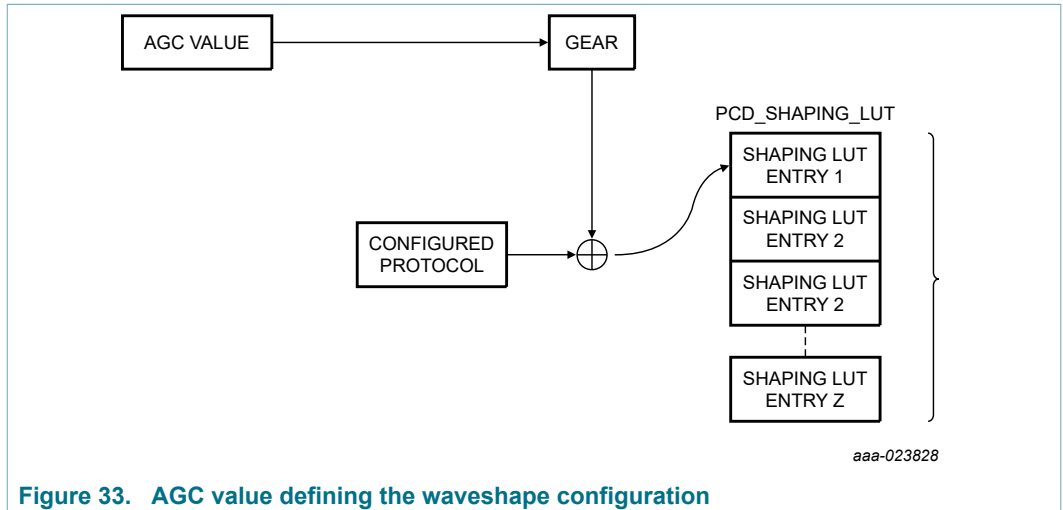 AGC VALUE
GEAR
PCD_SHAPING_LUT
SHAPING LUT
ENTRY 1
SHAPING LUT
ENTRY 2
CONFIGURED
PROTOCOL
SHAPING LUT
ENTRY 2
SHAPING LUT
ENTRY Z
aaa-023828
Figure 33. AGC value defining the waveshape configuration